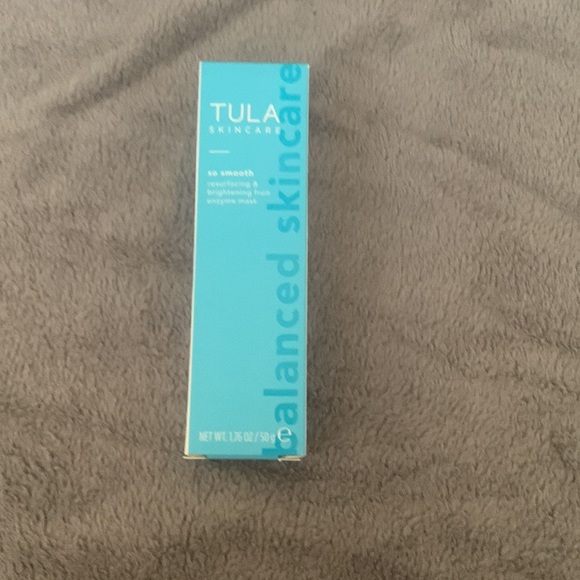 TULA
SKINCARE
so smooth
resurfacing &
brightening fruit
enzyme mask
balanced skincare
NET WT. 1.76 OZ / 50 g ℮